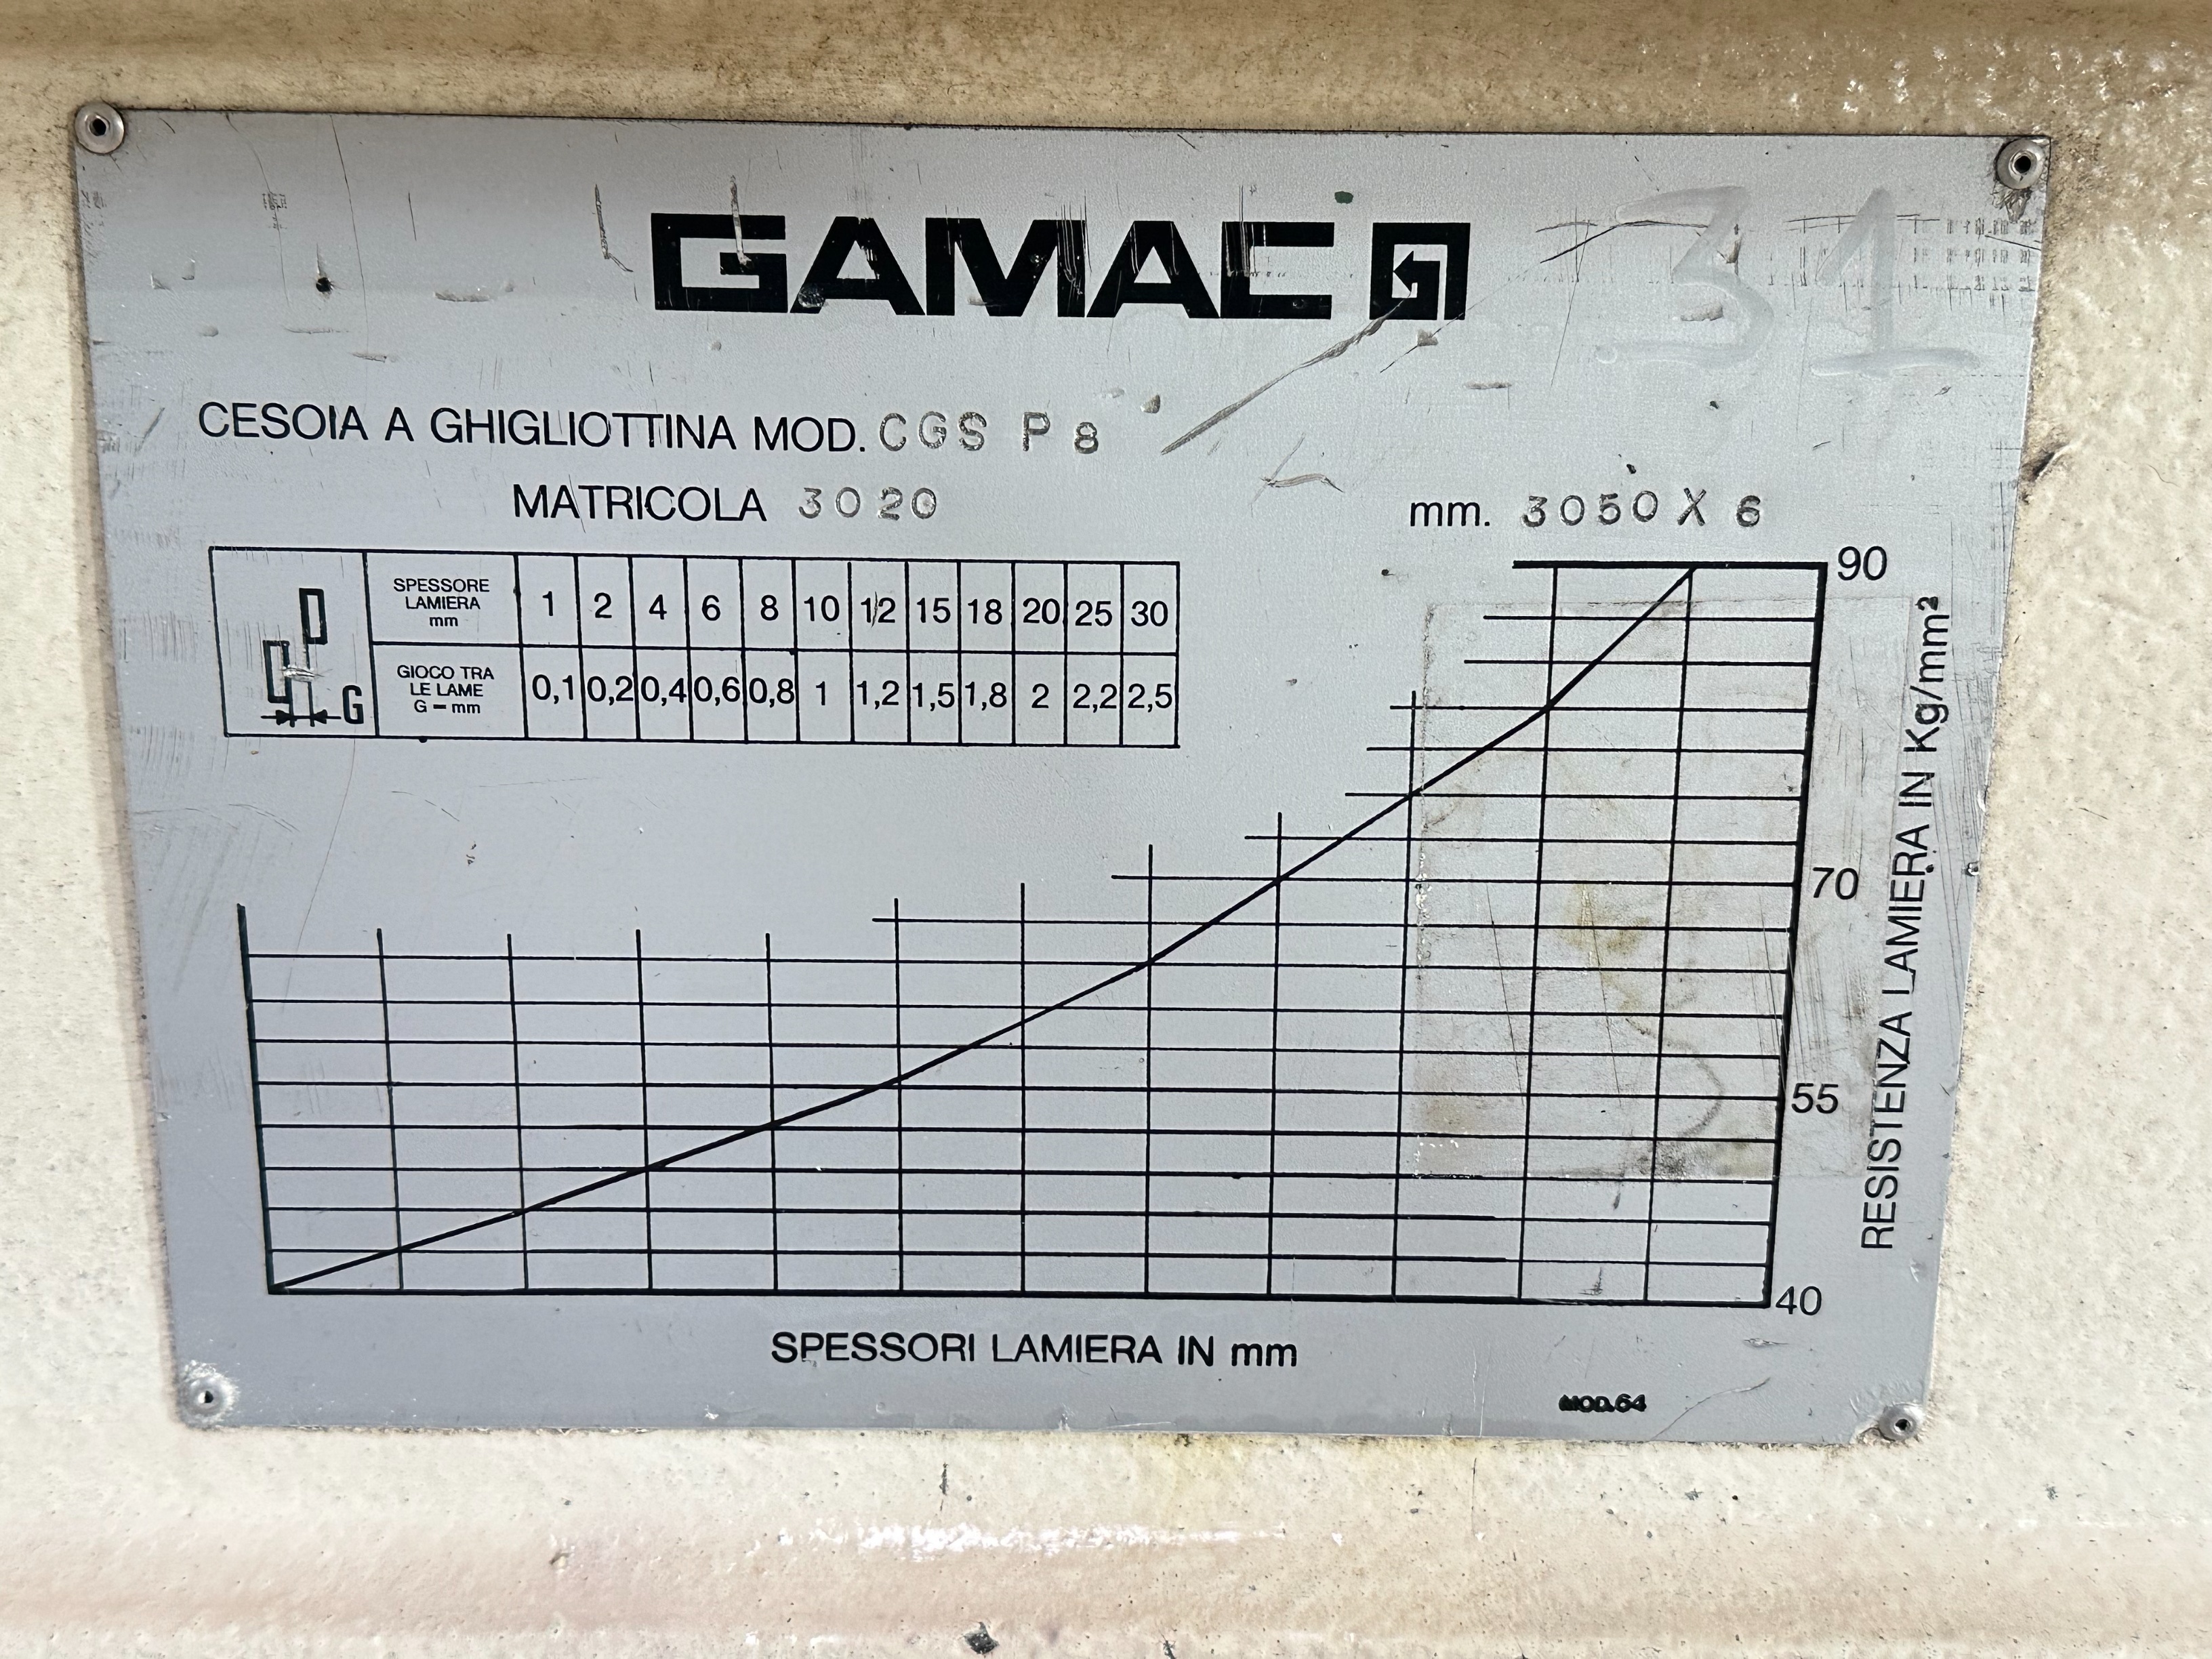 GAMAC
31
CESOIA A GHIGLIOTTINA MOD. CGS P 8
MATRICOLA 3020
mm. 3050 X 6
SPESSORE LAMIERA mm 1 2 4 6 8 10 12 15 18 20 25 30
GIOCO TRA LE LAME G - mm 0,1 0,2 0,4 0,6 0,8 1 1,2 1,5 1,8 2 2,2 2,5
G
90
70
55
40
RESISTENZA LAMIERA IN Kg/mm²
SPESSORI LAMIERA IN mm
MOD.64